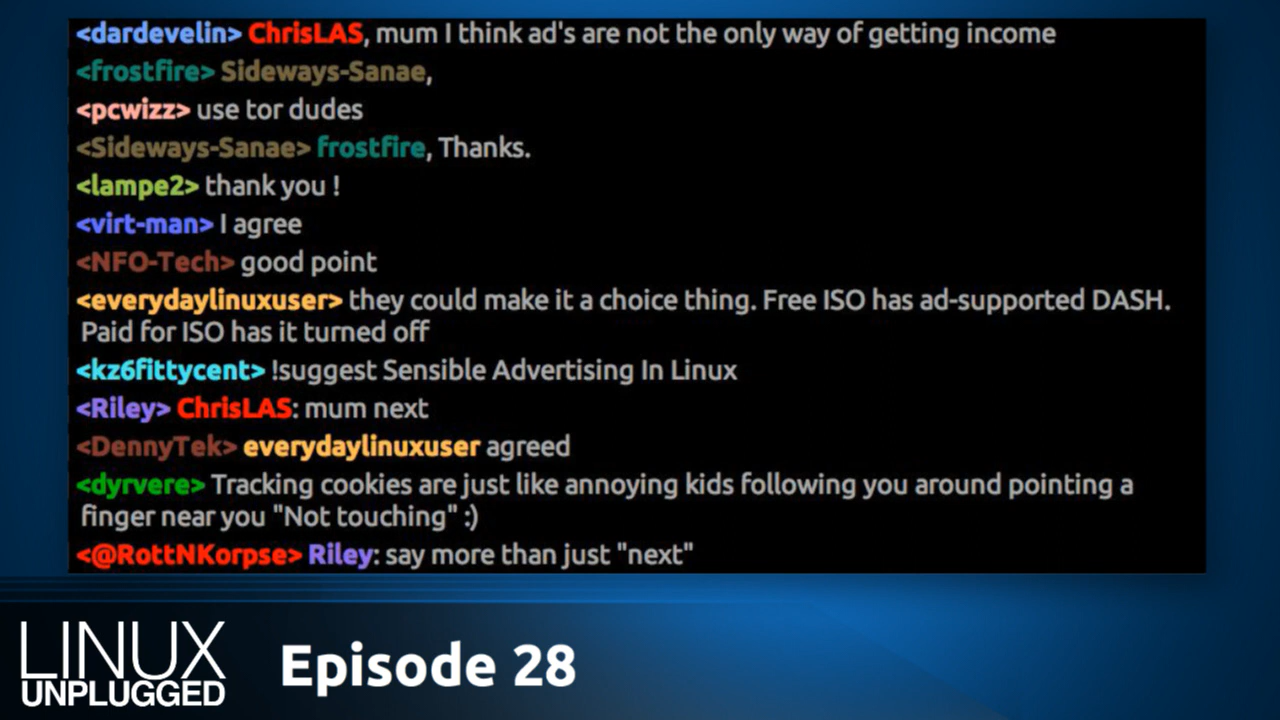 <dardevelin> ChrisLAS, mum I think ad's are not the only way of getting income
<frostfire> Sideways-Sanae,
<pcwizz> use tor dudes
<Sideways-Sanae> frostfire, Thanks.
<lampe2> thank you !
<virt-man> I agree
<NFO-Tech> good point
<everydaylinuxuser> they could make it a choice thing. Free ISO has ad-supported DASH.
Paid for ISO has it turned off
<kz6fittycent> !suggest Sensible Advertising In Linux
<Riley> ChrisLAS: mum next
<DennyTek> everydaylinuxuser agreed
<dyrvere> Tracking cookies are just like annoying kids following you around pointing a
finger near you "Not touching" :)
<@RottNKorpse> Riley: say more than just "next"
LINUX
UNPLUGGED
Episode 28